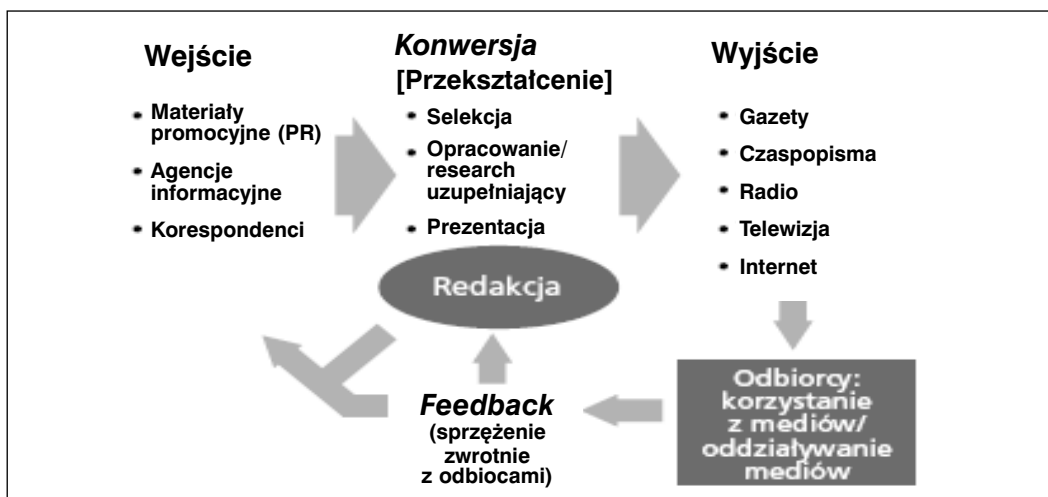 Wejście
• Materiały
promocyjne (PR)
• Agencje
informacyjne
• Korespondenci
Konwersja
[Przekształcenie]
• Selekcja
• Opracowanie/
research
uzupełniający
• Prezentacja
Redakcja
Wyjście
• Gazety
• Czaspopisma
• Radio
• Telewizja
• Internet
Odbiorcy:
korzystanie
z mediów/
oddziaływanie
mediów
Feedback
(sprzężenie
zwrotnie
z odbiocami)